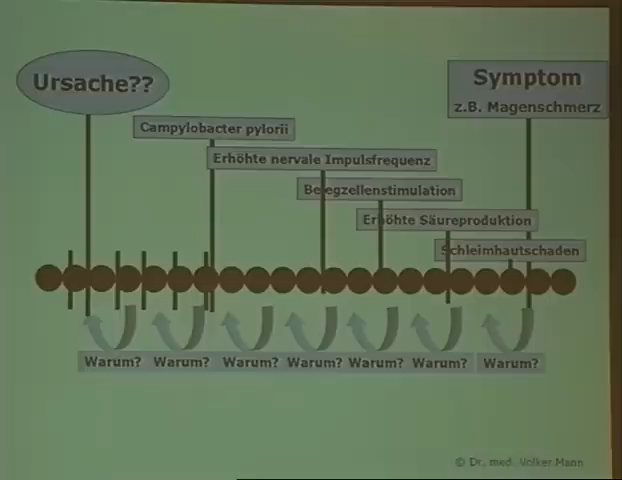 Ursache??
Symptom
z.B. Magenschmerz
Campylobacter pylorii
Erhöhte nervale Impulsfrequenz
Belegzellenstimulation
Erhöhte Säureproduktion
Schleimhautschaden
Warum? Warum? Warum? Warum? Warum? Warum? Warum?
© Dr. med. Volker Mann